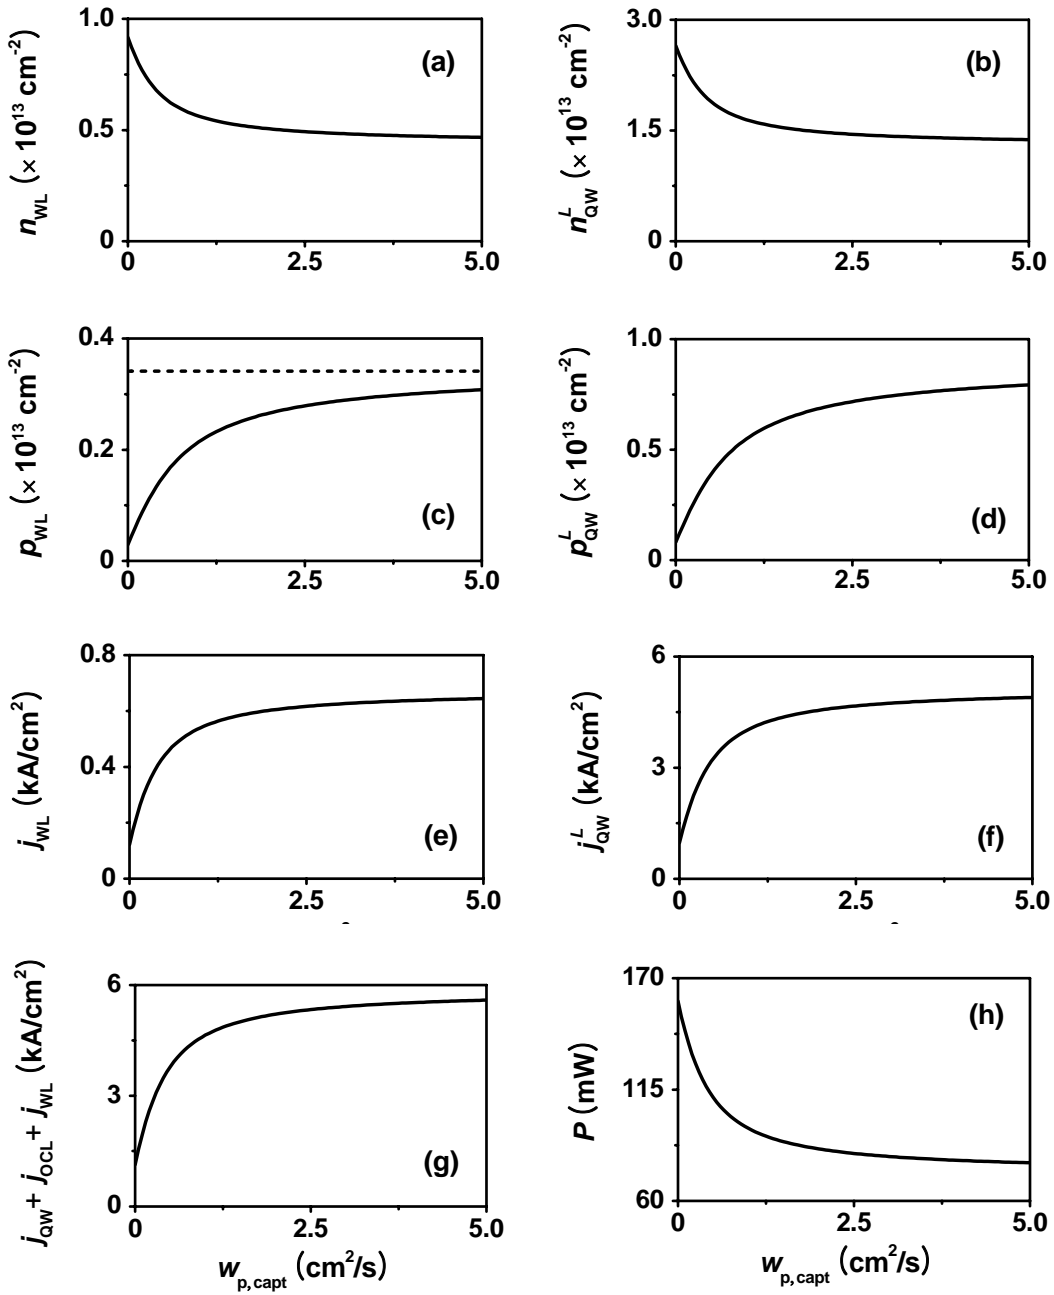 1.0
0.5
0
n_WL (× 10^13 cm^-2)
(a)
0 2.5 5.0
3.0
1.5
0
n^L_QW (× 10^13 cm^-2)
(b)
0 2.5 5.0
0.4
0.2
0
p_WL (× 10^13 cm^-2)
(c)
0 2.5 5.0
1.0
0.5
0
p^L_QW (× 10^13 cm^-2)
(d)
0 2.5 5.0
0.8
0.4
0
j_WL (kA/cm^2)
(e)
0 2.5 5.0
6
3
0
j^L_QW (kA/cm^2)
(f)
0 2.5 5.0
6
3
0
j_QW + j_OCL + j_WL (kA/cm^2)
(g)
0 2.5 5.0
w_p,capt (cm^2/s)
170
115
60
P (mW)
(h)
0 2.5 5.0
w_p,capt (cm^2/s)